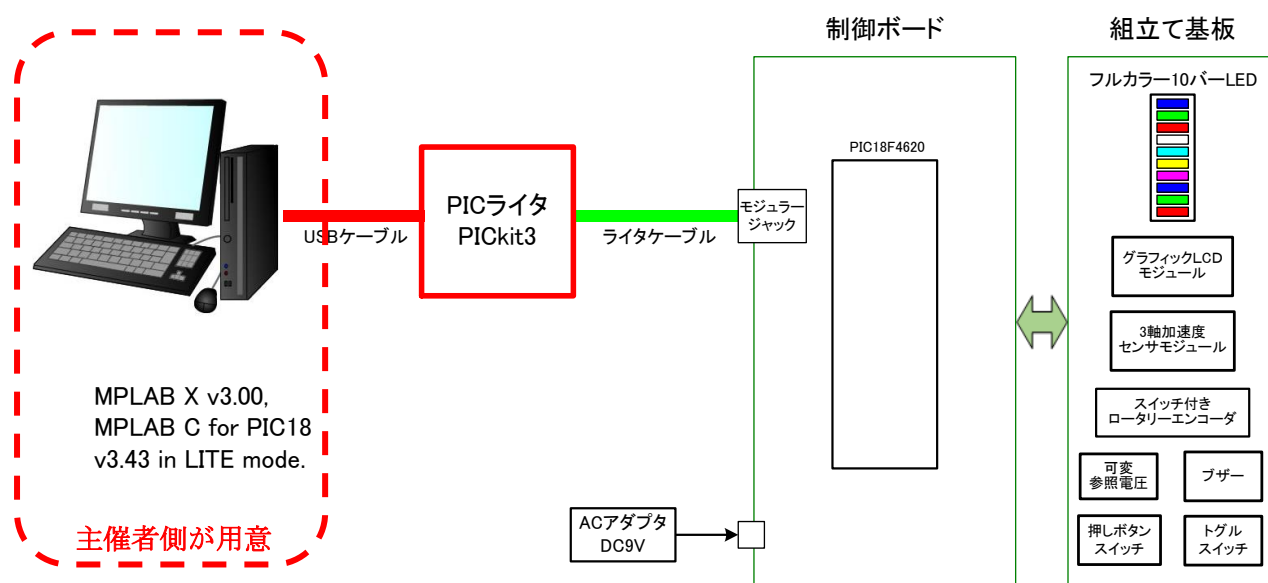 制御ボード
組立て基板
フルカラー10バーLED
PIC18F4620
PICライタ
PICkit3
モジュラー
ジャック
USBケーブル
ライタケーブル
グラフィックLCD
モジュール
3軸加速度
センサモジュール
MPLAB X v3.00,
MPLAB C for PIC18
v3.43 in LITE mode.
スイッチ付き
ロータリーエンコーダ
可変
参照電圧
ブザー
主催者側が用意
ACアダプタ
DC9V
押しボタン
スイッチ
トグル
スイッチ